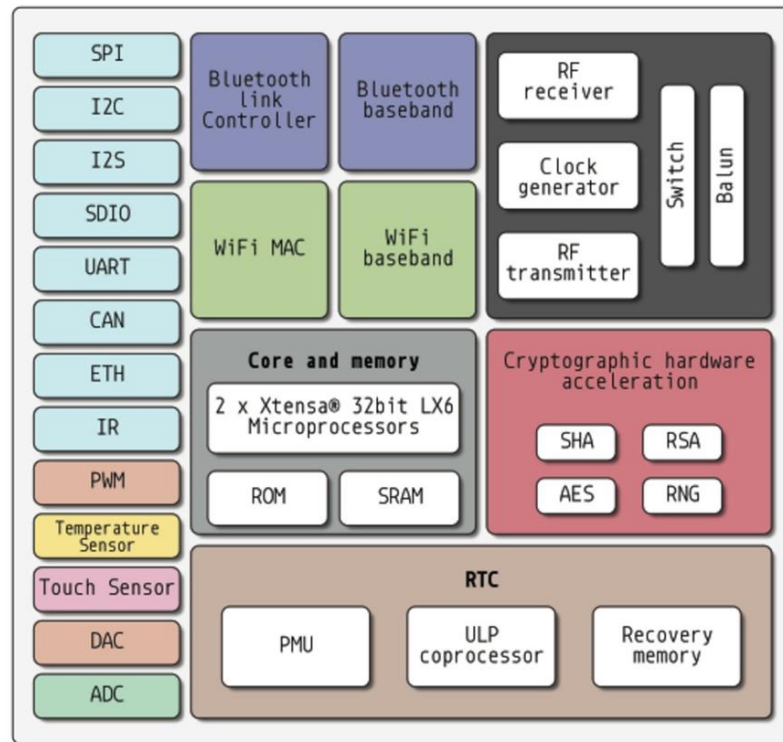 SPI
I2C
I2S
SDIO
UART
CAN
ETH
IR
PWM
Temperature
Sensor
Touch Sensor
DAC
ADC
Bluetooth
link
Controller
Bluetooth
baseband
WiFi MAC
WiFi
baseband
RF
receiver
Clock
generator
RF
transmitter
Switch
Balun
Core and memory
2 x Xtensa® 32bit LX6
Microprocessors
ROM
SRAM
Cryptographic hardware
acceleration
SHA
RSA
AES
RNG
RTC
PMU
ULP
coprocessor
Recovery
memory